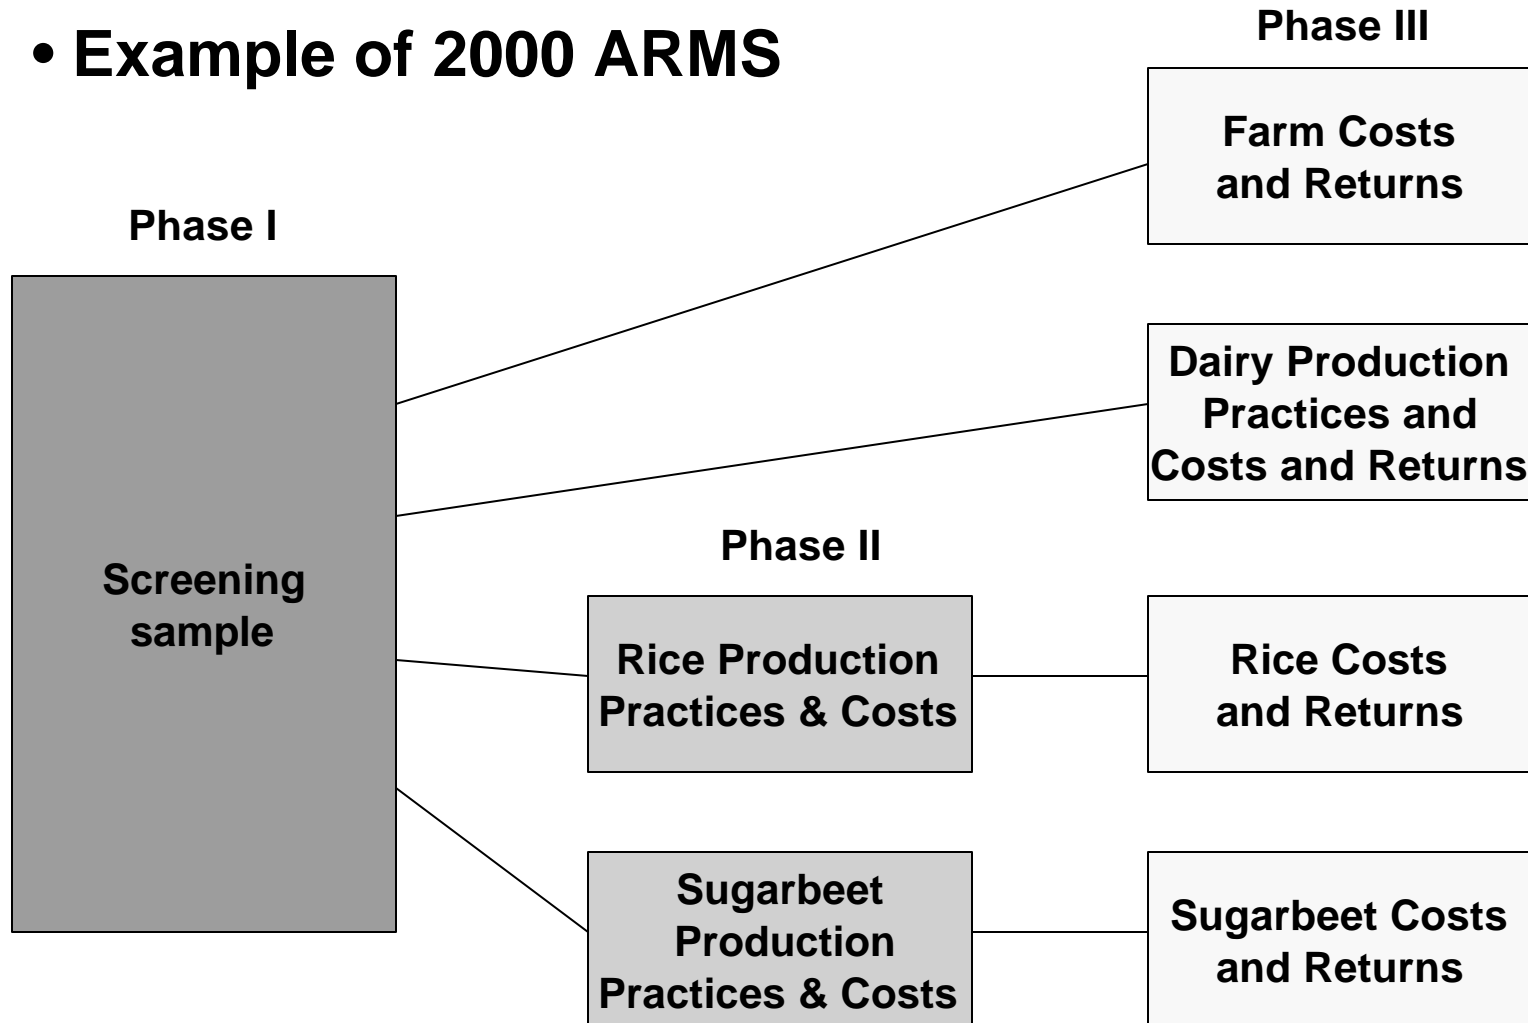 • Example of 2000 ARMS
Phase I
Screening
sample
Phase II
Rice Production
Practices & Costs
Sugarbeet
Production
Practices & Costs
Phase III
Farm Costs
and Returns
Dairy Production
Practices and
Costs and Returns
Rice Costs
and Returns
Sugarbeet Costs
and Returns